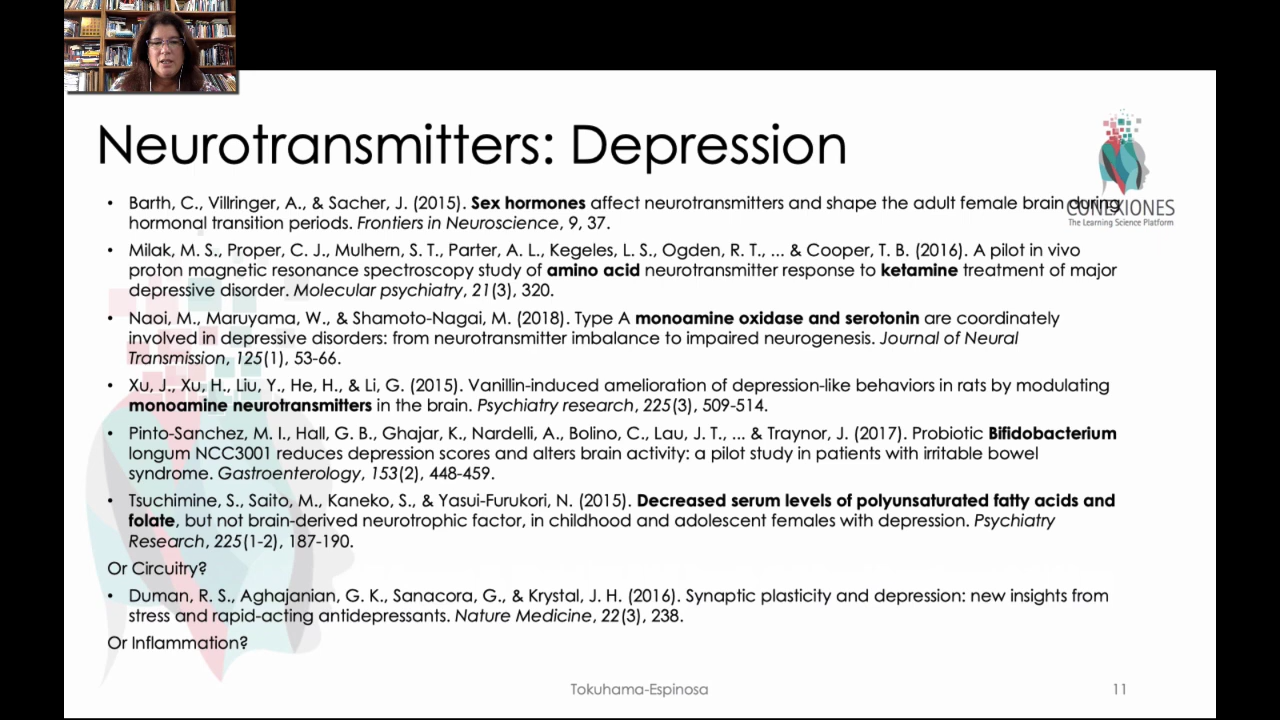 Neurotransmitters: Depression
CONEXIONES
The Learning Science Platform
• Barth, C., Villringer, A., & Sacher, J. (2015). Sex hormones affect neurotransmitters and shape the adult female brain during
hormonal transition periods. Frontiers in Neuroscience, 9, 37.
• Milak, M. S., Proper, C. J., Mulhern, S. T., Parter, A. L., Kegeles, L. S., Ogden, R. T., ... & Cooper, T. B. (2016). A pilot in vivo
proton magnetic resonance spectroscopy study of amino acid neurotransmitter response to ketamine treatment of major
depressive disorder. Molecular psychiatry, 21(3), 320.
• Naoi, M., Maruyama, W., & Shamoto-Nagai, M. (2018). Type A monoamine oxidase and serotonin are coordinately
involved in depressive disorders: from neurotransmitter imbalance to impaired neurogenesis. Journal of Neural
Transmission, 125(1), 53-66.
• Xu, J., Xu, H., Liu, Y., He, H., & Li, G. (2015). Vanillin-induced amelioration of depression-like behaviors in rats by modulating
monoamine neurotransmitters in the brain. Psychiatry research, 225(3), 509-514.
• Pinto-Sanchez, M. I., Hall, G. B., Ghajar, K., Nardelli, A., Bolino, C., Lau, J. T., ... & Traynor, J. (2017). Probiotic Bifidobacterium
longum NCC3001 reduces depression scores and alters brain activity: a pilot study in patients with irritable bowel
syndrome. Gastroenterology, 153(2), 448-459.
• Tsuchimine, S., Saito, M., Kaneko, S., & Yasui-Furukori, N. (2015). Decreased serum levels of polyunsaturated fatty acids and
folate, but not brain-derived neurotrophic factor, in childhood and adolescent females with depression. Psychiatry
Research, 225(1-2), 187-190.
Or Circuitry?
• Duman, R. S., Aghajanian, G. K., Sanacora, G., & Krystal, J. H. (2016). Synaptic plasticity and depression: new insights from
stress and rapid-acting antidepressants. Nature Medicine, 22(3), 238.
Or Inflammation?
Tokuhama-Espinosa
11